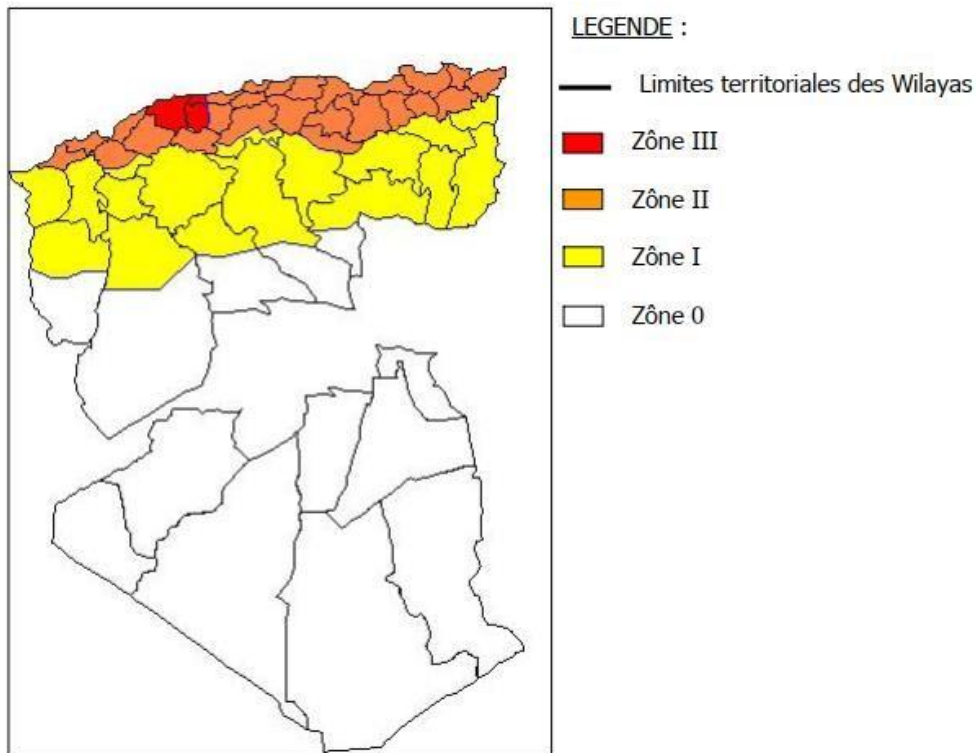 LEGENDE :
Limites territoriales des Wilayas
Zône III
Zône II
Zône I
Zône 0